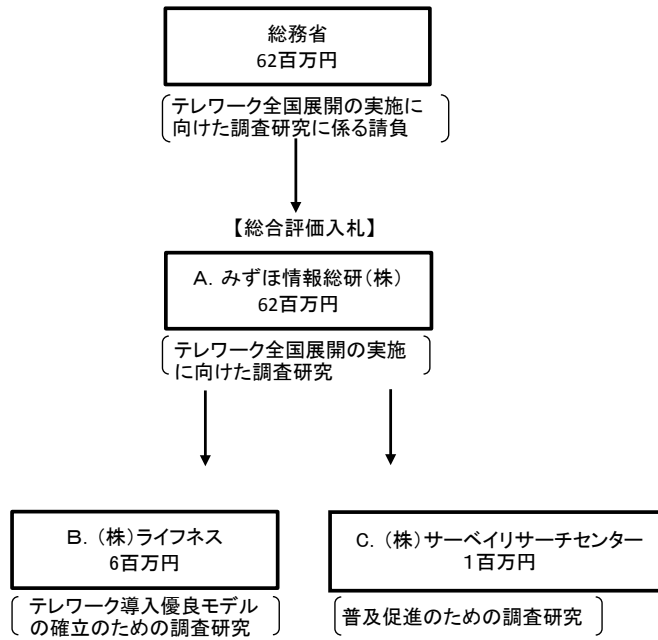 総務省
62百万円
テレワーク全国展開の実施に
向けた調査研究に係る請負
【総合評価入札】
A. みずほ情報総研(株)
62百万円
テレワーク全国展開の実施
に向けた調査研究
B. (株)ライフネス
6百万円
C. (株)サーベイリサーチセンター
1百万円
テレワーク導入優良モデル
の確立のための調査研究
普及促進のための調査研究